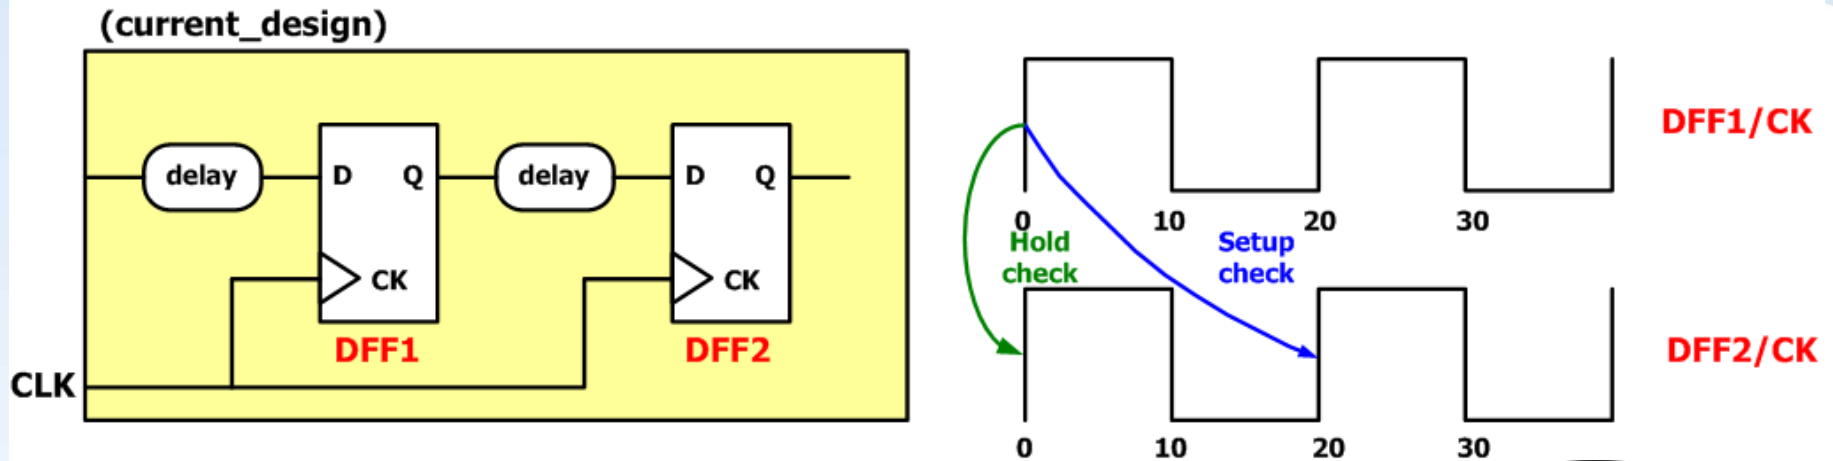 (current_design)
delay
D Q
CK
DFF1
delay
D Q
CK
DFF2
CLK
DFF1/CK
0 10 20 30
Hold
check
Setup
check
DFF2/CK
0 10 20 30